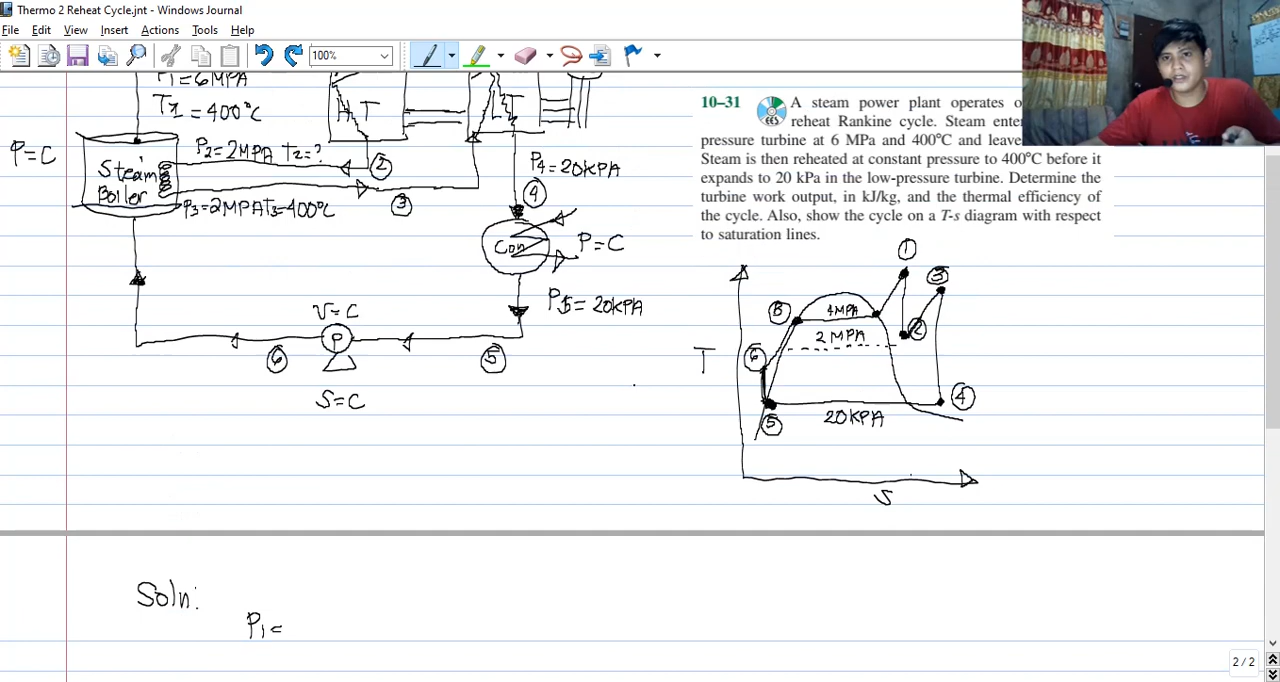 Thermo 2 Reheat Cycle.jnt - Windows Journal
File Edit View Insert Actions Tools Help
100%
=6MPA
T1 = 400°C
P=C
Steam
Boiler
P2=2MPA T2=?
2
P3=2MPA T3=400°C
3
HT
LT
P4=20KPA
4
Con
P=C
P5=20KPA
V=C
P
6
5
S=C
10–31 A steam power plant operates o
EES
reheat Rankine cycle. Steam ente
pressure turbine at 6 MPa and 400°C and leave
Steam is then reheated at constant pressure to 400°C before it
expands to 20 kPa in the low-pressure turbine. Determine the
turbine work output, in kJ/kg, and the thermal efficiency of
the cycle. Also, show the cycle on a T-s diagram with respect
to saturation lines.
1
3
B
4MPA
2
2 MPA
6
T
4
5
20KPA
S
Soln:
P1=
2/2